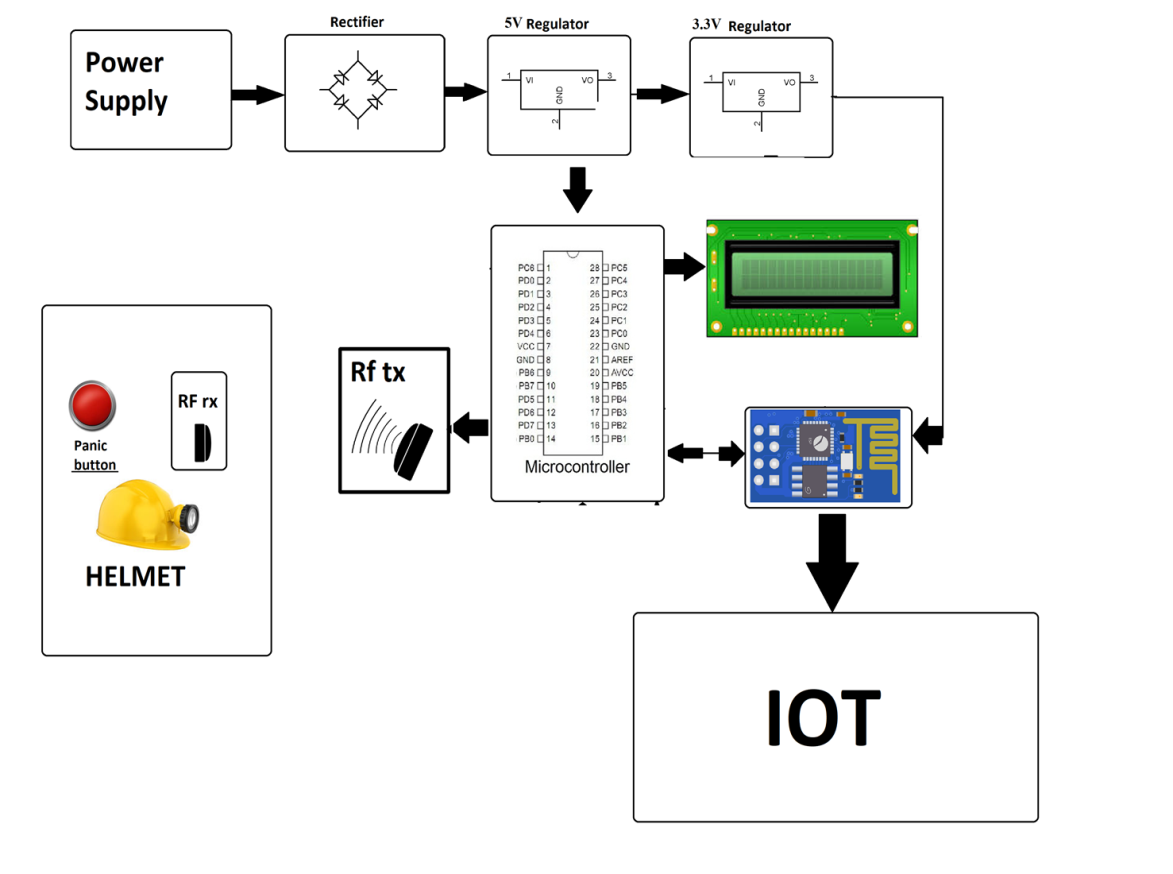 Rectifier
5V Regulator
3.3V Regulator
Power
Supply
1 VI VO 3
GND
2
1 VI VO 3
GND
2
PC6 1 28 PC5
PD0 2 27 PC4
PD1 3 26 PC3
PD2 4 25 PC2
PD3 5 24 PC1
PD4 6 23 PC0
VCC 7 22 GND
GND 8 21 AREF
PB6 9 20 AVCC
PB7 10 19 PB5
PD5 11 18 PB4
PD6 12 17 PB3
PD7 13 16 PB2
PB0 14 15 PB1
Microcontroller
Rf tx
RF rx
Panic
button
HELMET
IOT